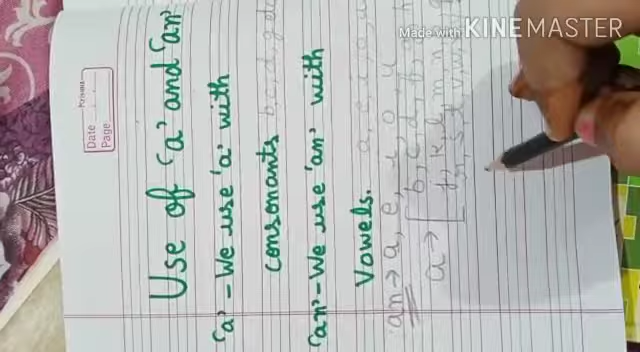 Made with KINEMASTER
Krishna
Date
Page
Use of 'a' and 'an'
'a' - We use 'a' with
consonants b, c, d, g,
'an' - We use 'an' with
Vowels. a, e,
an → a, e, i, o, u
a → b, c, d, f,
j, k, l, m, n
r, s, t, v, w